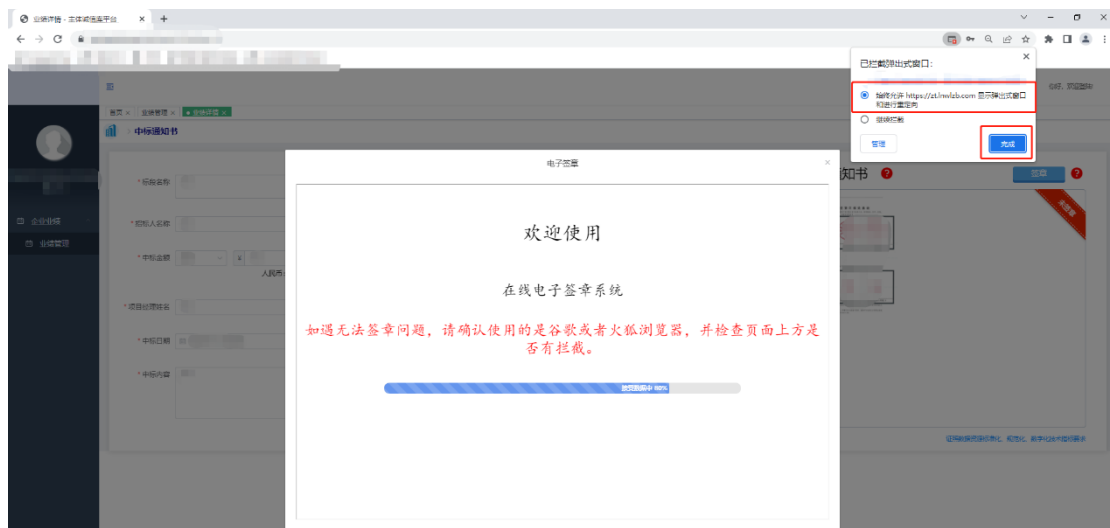 业绩详情 - 主体诚信库平台
已拦截弹出式窗口：
始终允许 https://zt.lnwlzb.com 显示弹出式窗口
和进行重定向
继续拦截
管理
完成
你好，欢迎登陆
首页
业绩管理
业绩详情
中标通知书
电子签章
知书
签章
未签章
标段名称
招标人名称
中标金额
¥
人民币
项目经理姓名
中标日期
中标内容
企业业绩
业绩管理
欢迎使用
在线电子签章系统
如遇无法签章问题，请确认使用的是谷歌或者火狐浏览器，并检查页面上方是
否有拦截。